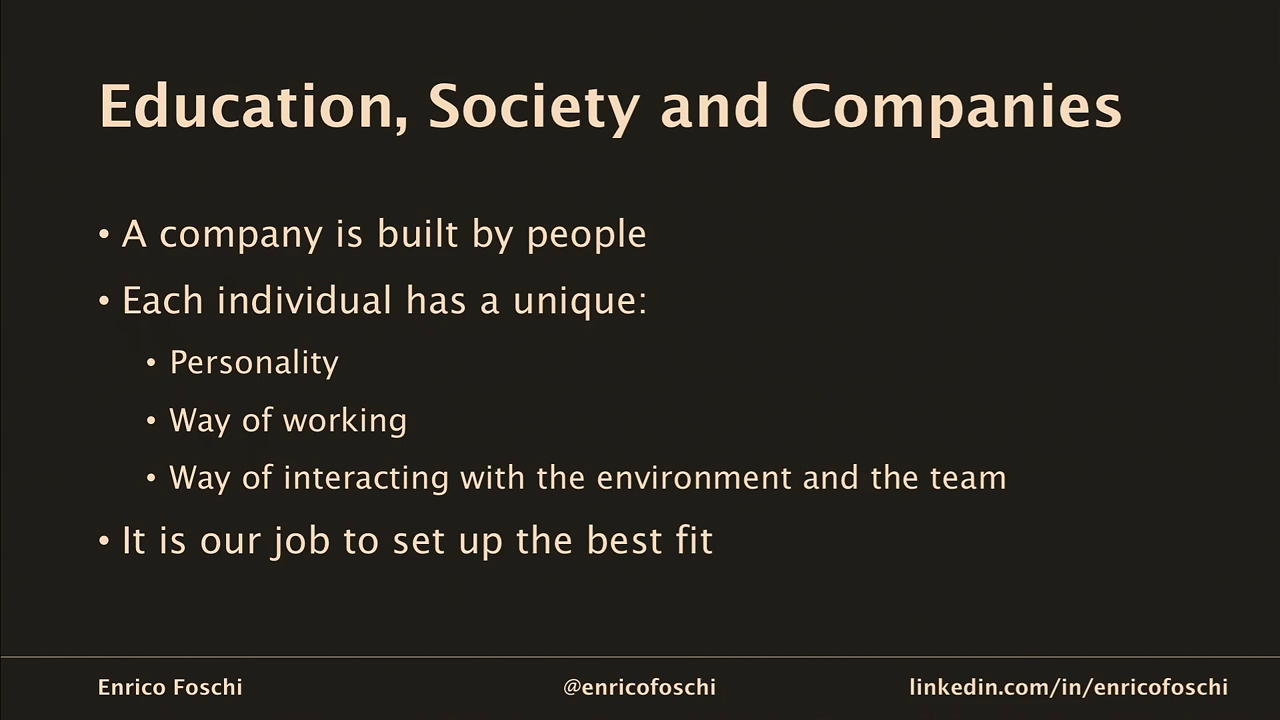 Education, Society and Companies
• A company is built by people
• Each individual has a unique:
• Personality
• Way of working
• Way of interacting with the environment and the team
• It is our job to set up the best fit
Enrico Foschi
@enricofoschi
linkedin.com/in/enricofoschi